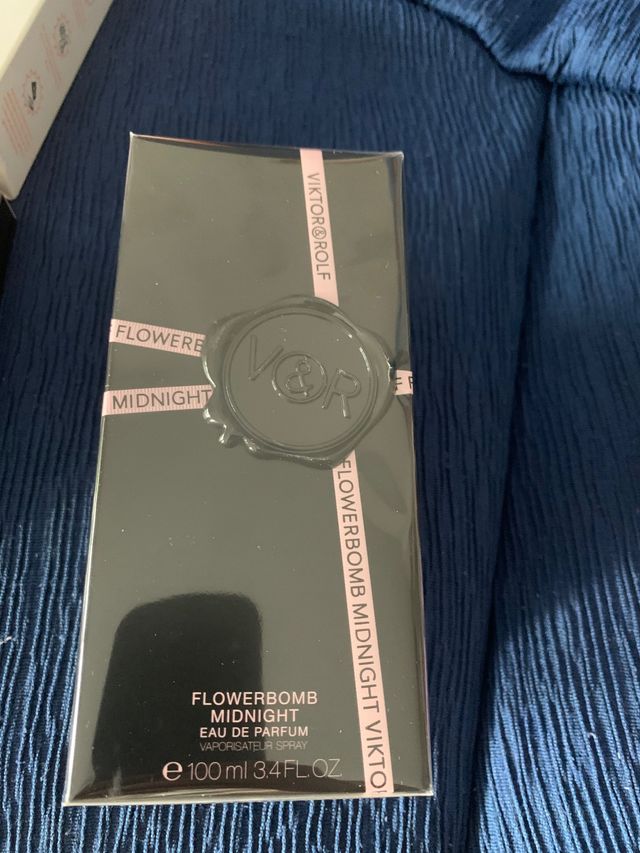 VIKTOR&ROLF
FLOWERB
MIDNIGHT
V&R
FLOWERBOMB MIDNIGHT VIKTO
FLOWERBOMB
MIDNIGHT
EAU DE PARFUM
VAPORISATEUR SPRAY
e 100 ml 3.4 FL. OZ